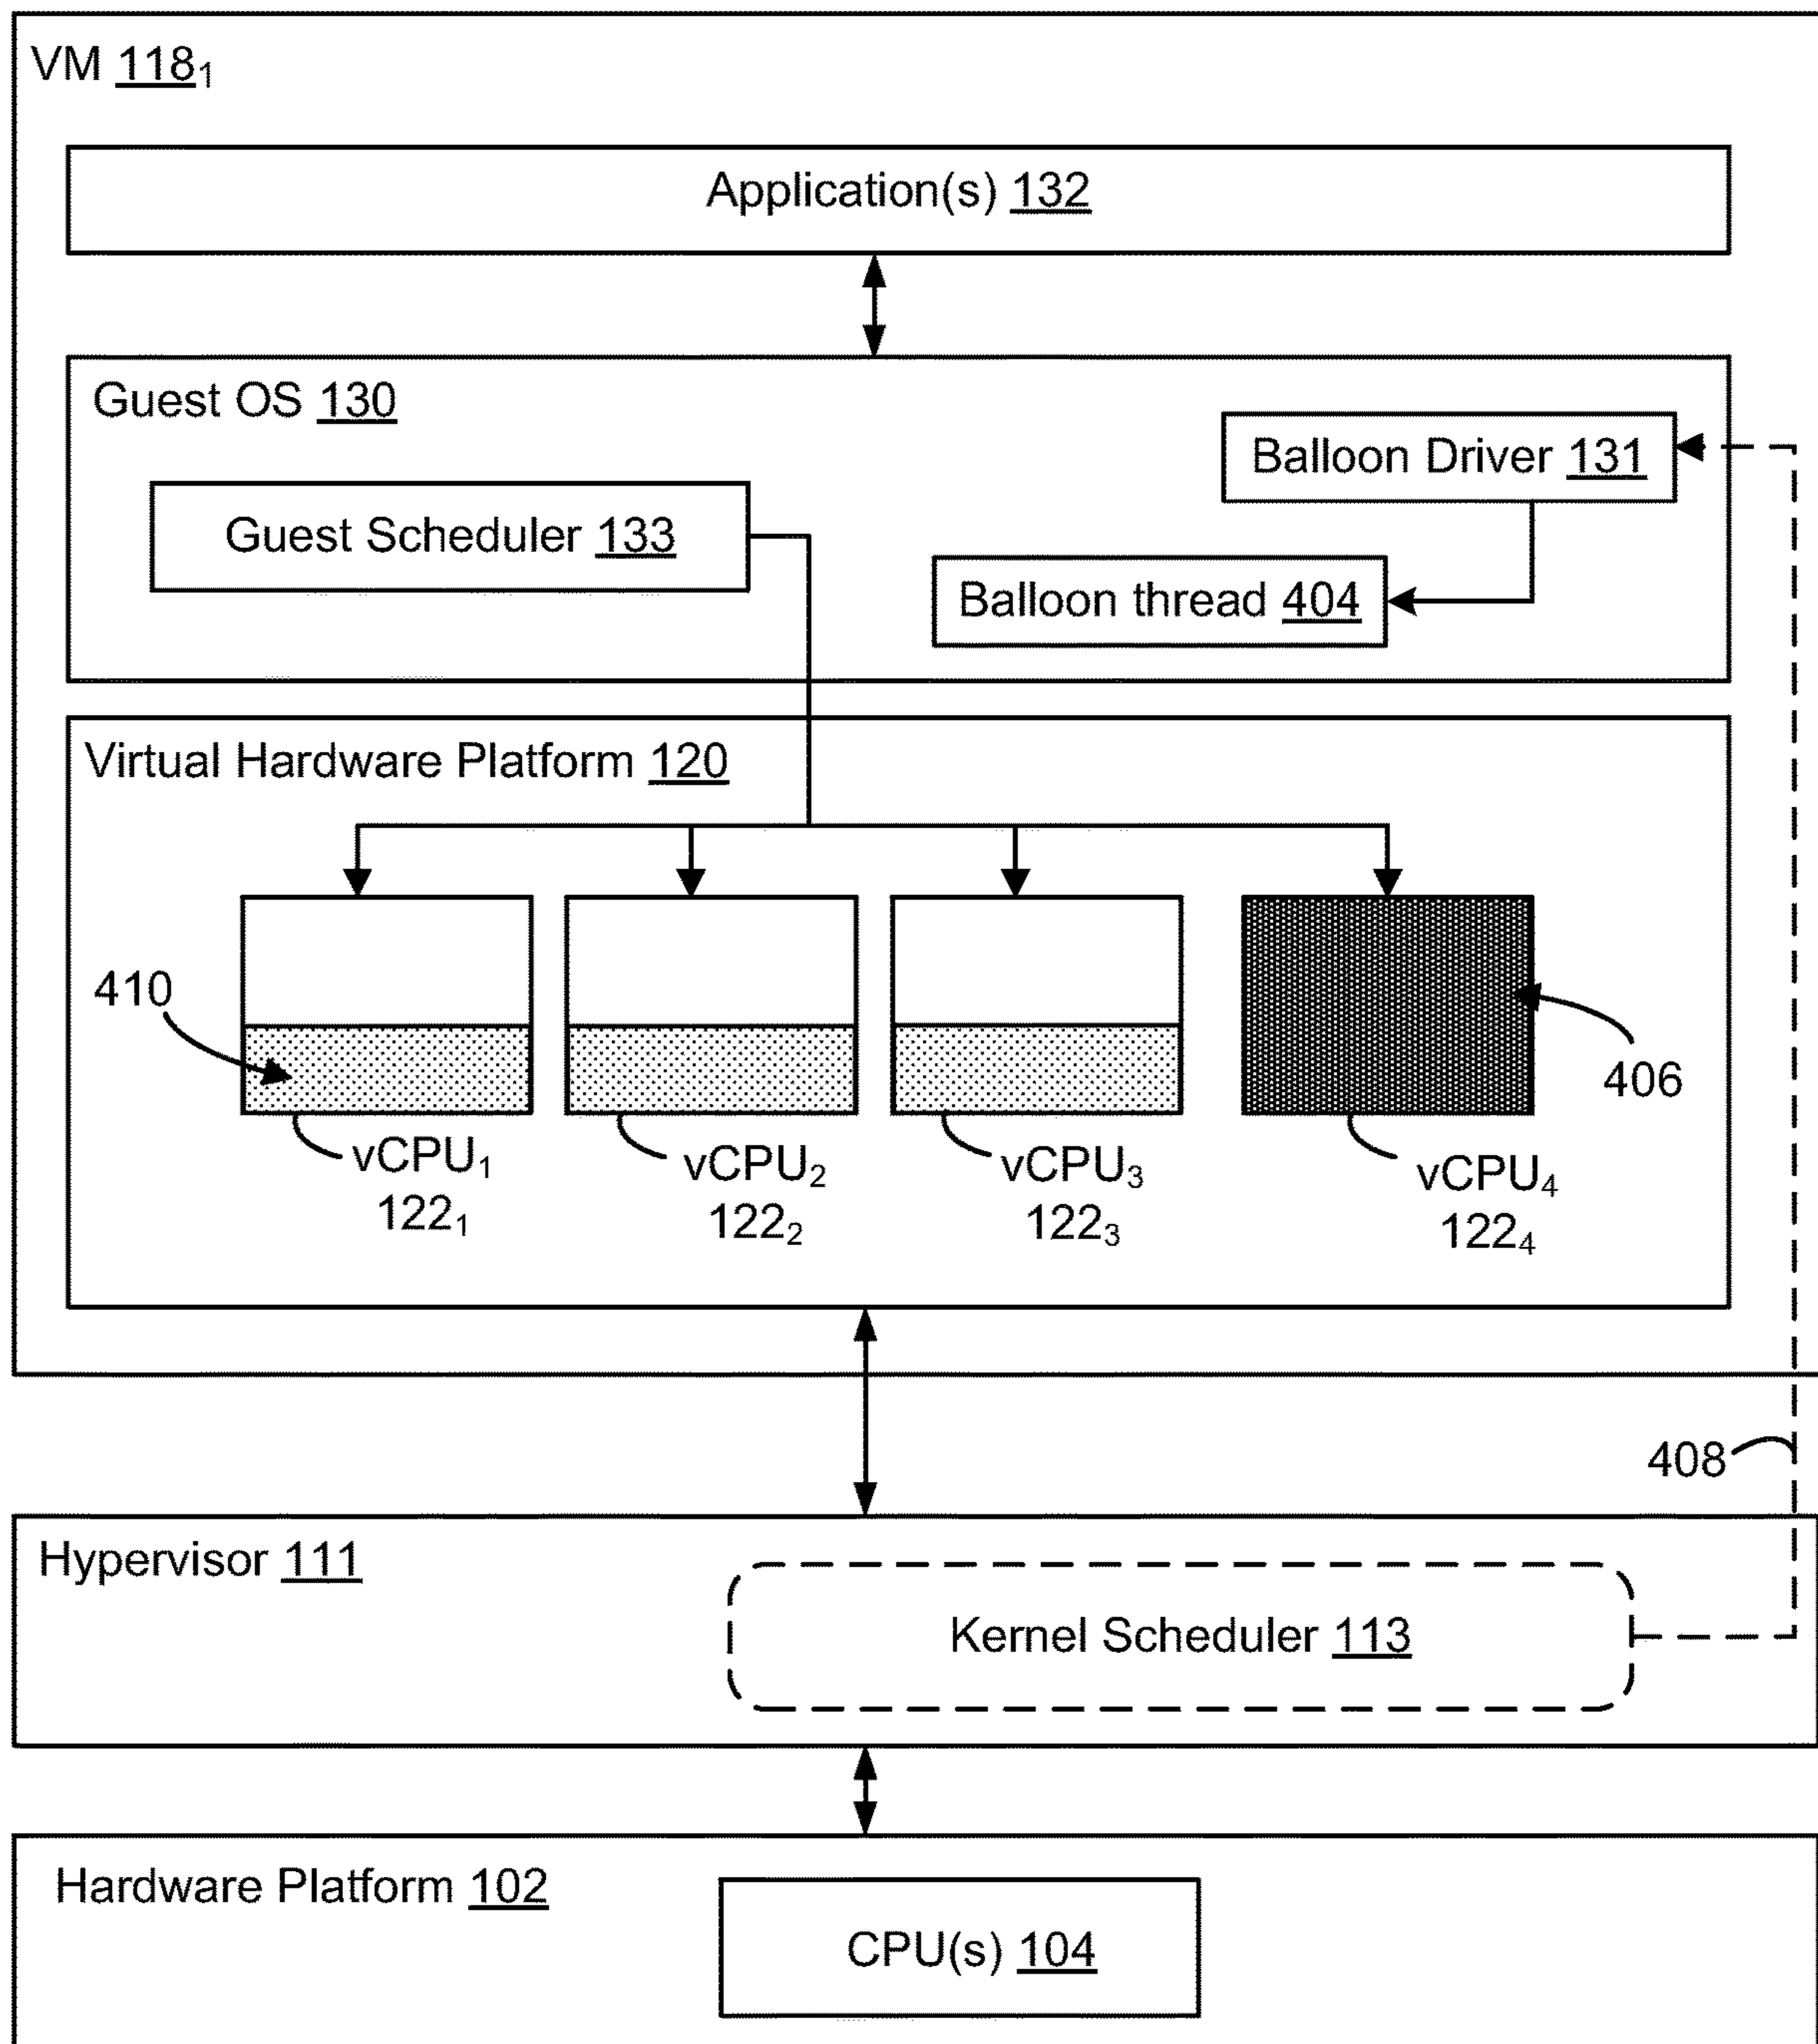 VM 118₁
Application(s) 132
Guest OS 130
Balloon Driver 131
Guest Scheduler 133
Balloon thread 404
Virtual Hardware Platform 120
410
406
vCPU₁
122₁
vCPU₂
122₂
vCPU₃
122₃
vCPU₄
122₄
408
Hypervisor 111
Kernel Scheduler 113
Hardware Platform 102
CPU(s) 104